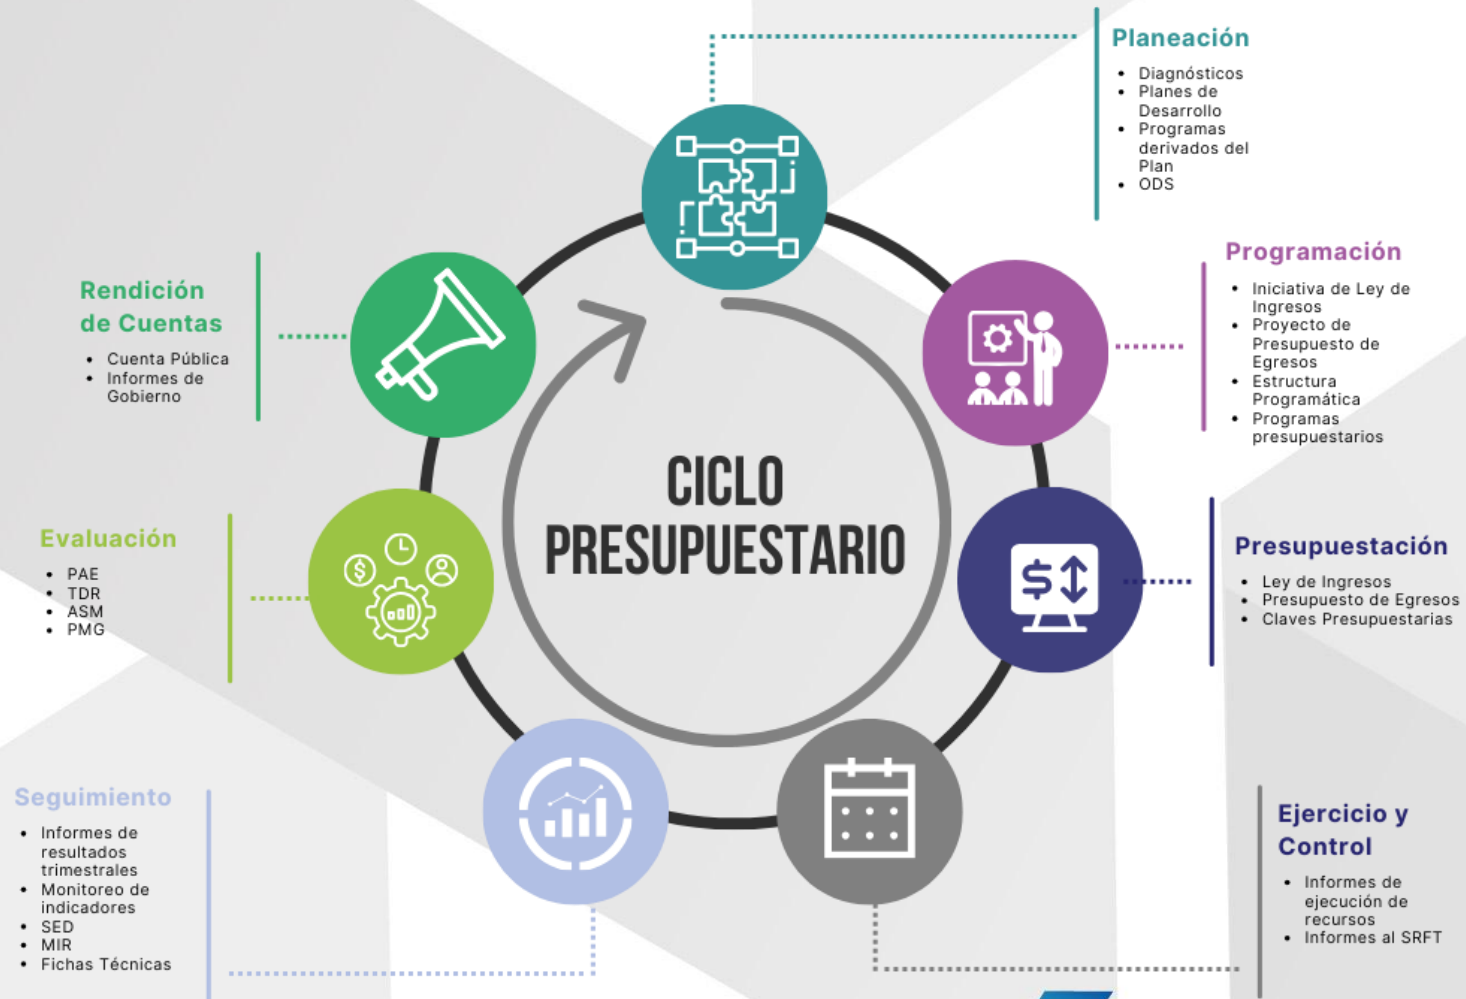 Planeación
• Diagnósticos
• Planes de
Desarrollo
• Programas
derivados del
Plan
• ODS
Programación
• Iniciativa de Ley de
Ingresos
• Proyecto de
Presupuesto de
Egresos
• Estructura
Programática
• Programas
presupuestarios
Presupuestación
• Ley de Ingresos
• Presupuesto de Egresos
• Claves Presupuestarias
Ejercicio y
Control
• Informes de
ejecución de
recursos
• Informes al SRFT
Seguimiento
• Informes de
resultados
trimestrales
• Monitoreo de
indicadores
• SED
• MIR
• Fichas Técnicas
Evaluación
• PAE
• TDR
• ASM
• PMG
Rendición
de Cuentas
• Cuenta Pública
• Informes de
Gobierno
CICLO
PRESUPUESTARIO
$
$